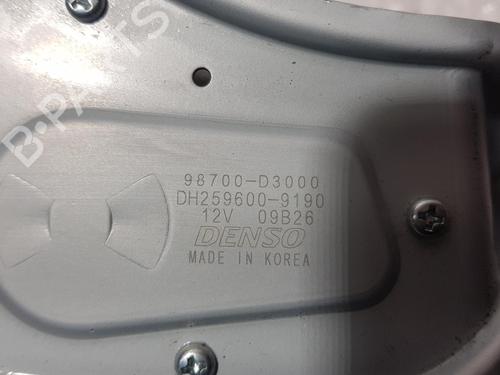 B-PARTS
98700-D3000
DH259600-9190
12V 09B26
DENSO
MADE IN KOREA